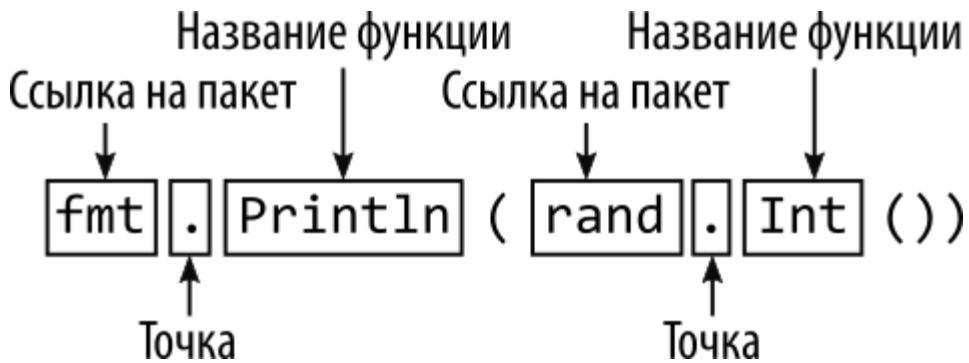 Название функции Название функции
Ссылка на пакет Ссылка на пакет
fmt . Println ( rand . Int ())
Точка Точка